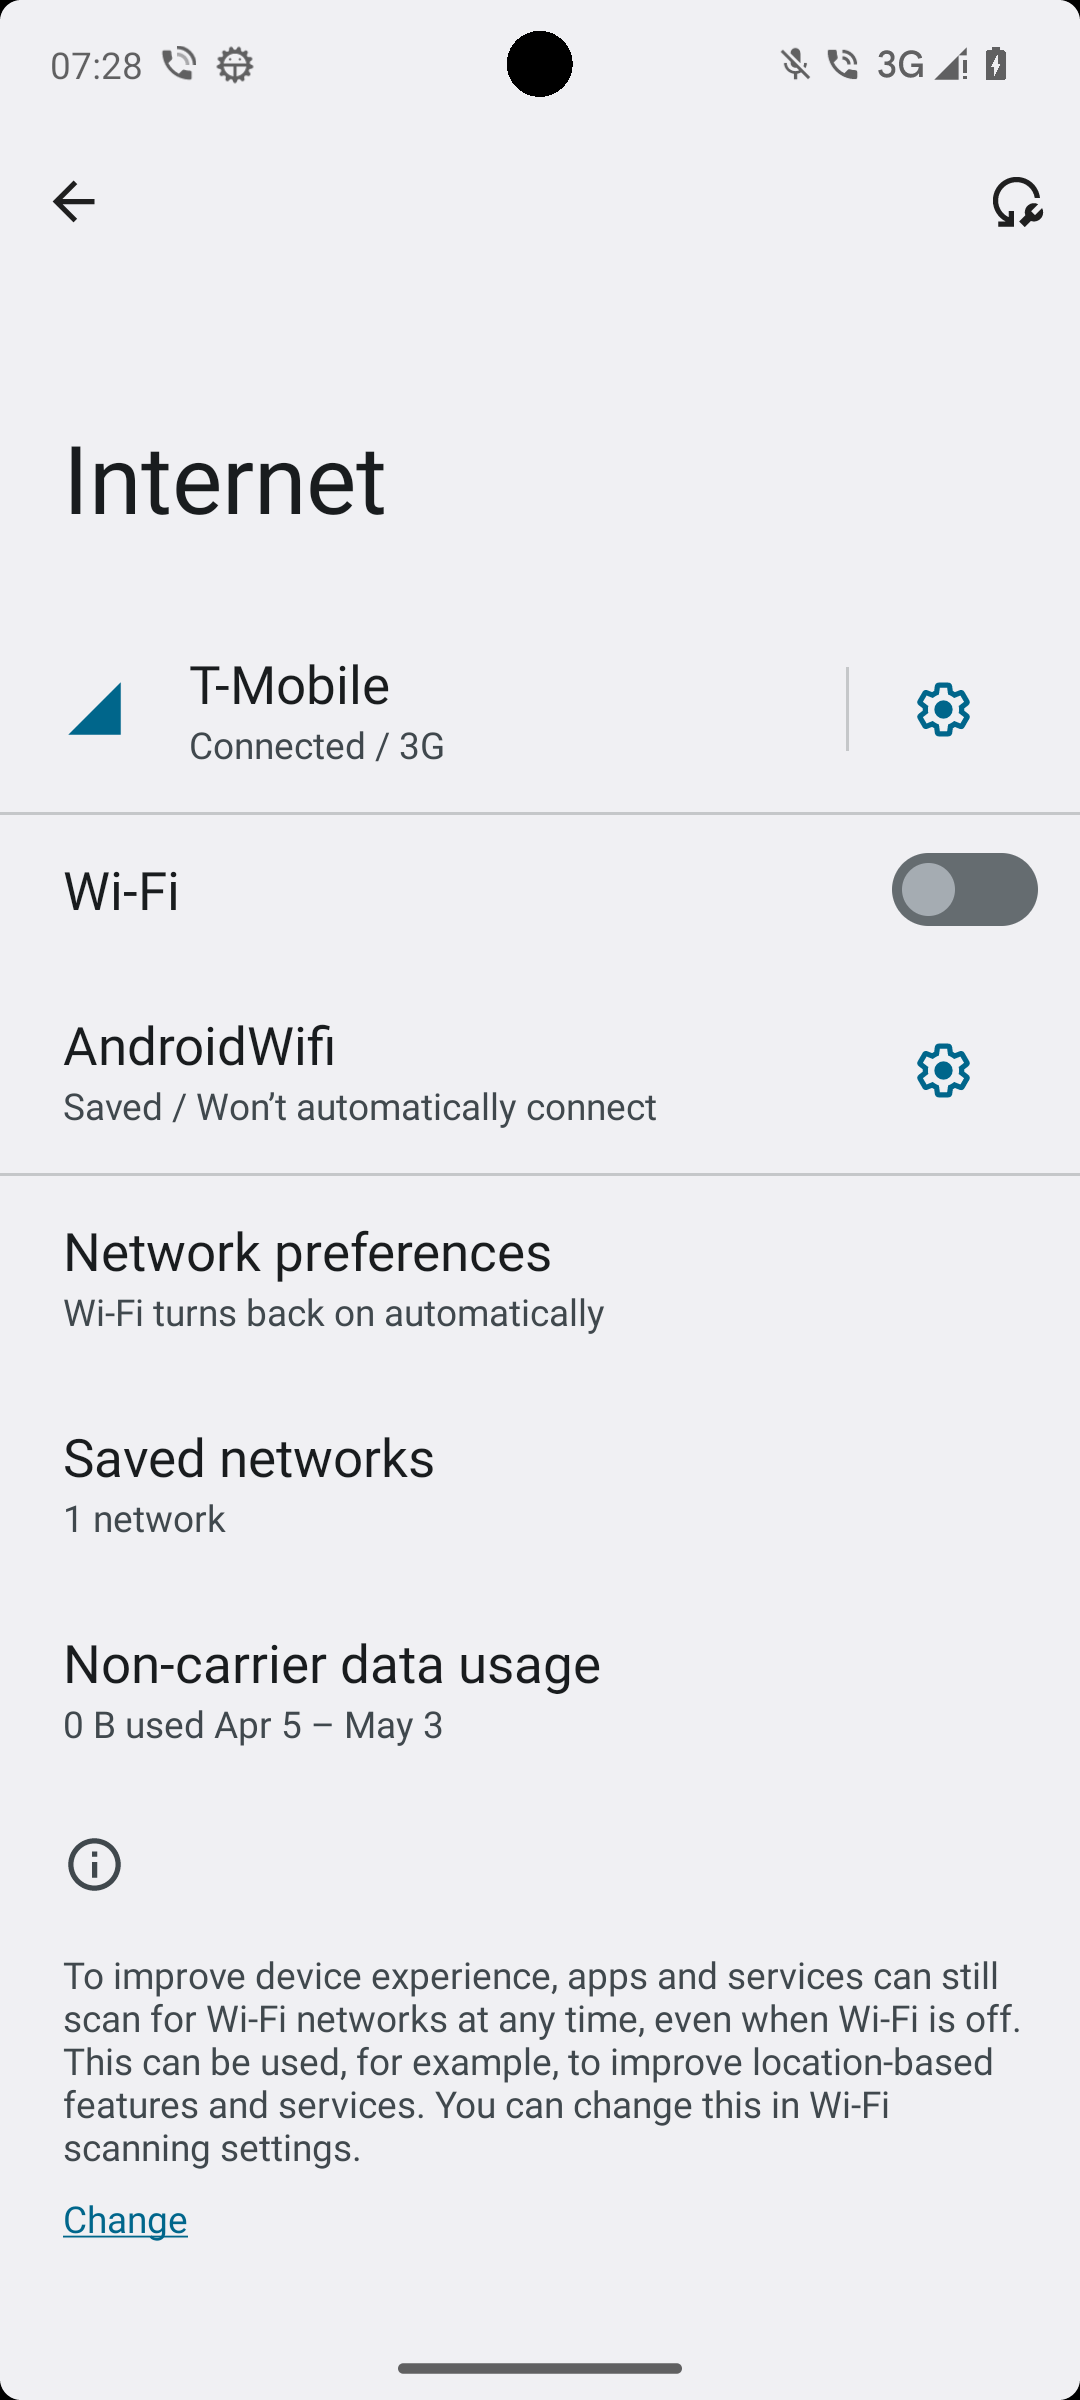 07:28
3G
Internet
T-Mobile
Connected / 3G
Wi-Fi
AndroidWifi
Saved / Won’t automatically connect
Network preferences
Wi-Fi turns back on automatically
Saved networks
1 network
Non-carrier data usage
0 B used Apr 5 – May 3
To improve device experience, apps and services can still
scan for Wi-Fi networks at any time, even when Wi-Fi is off.
This can be used, for example, to improve location-based
features and services. You can change this in Wi-Fi
scanning settings.
Change